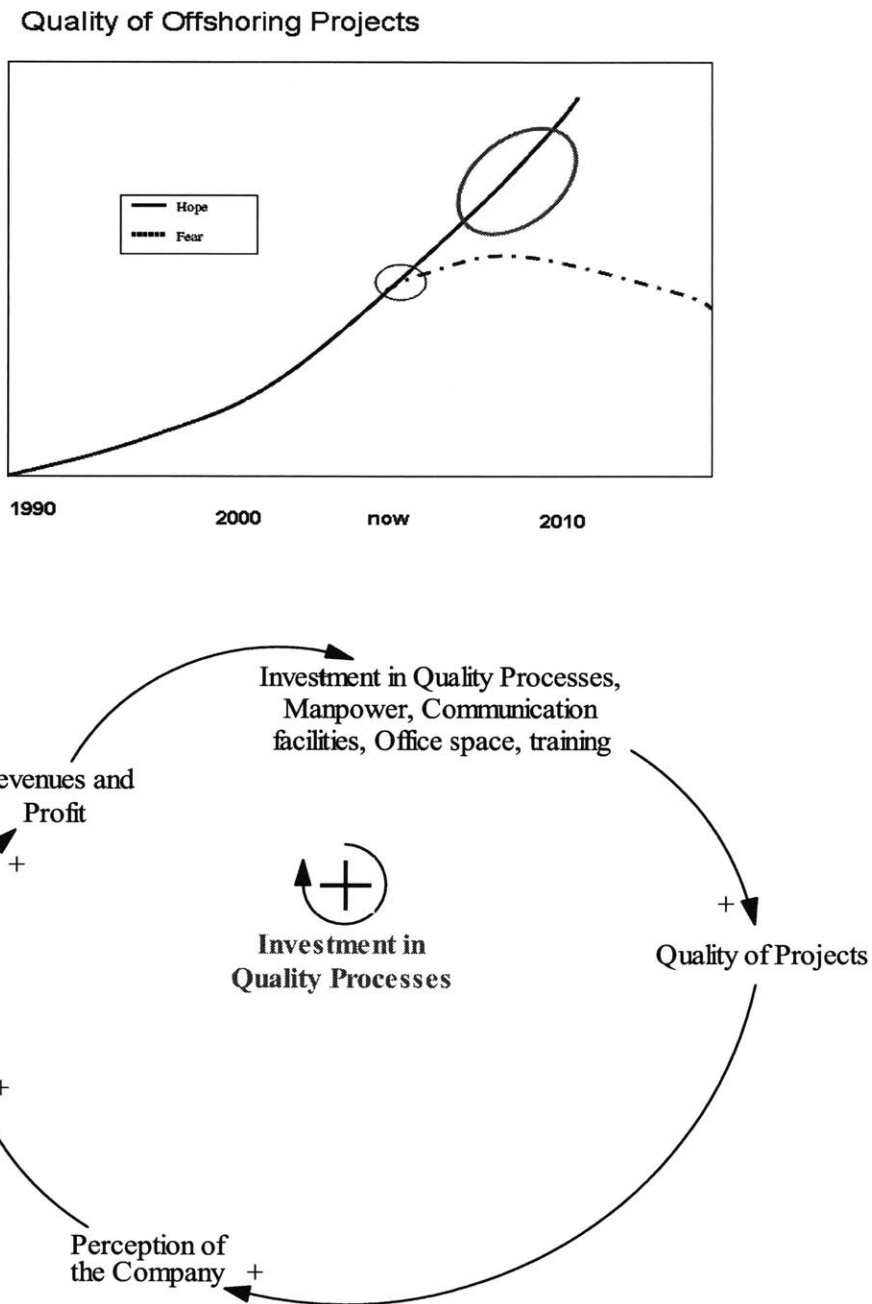 Quality of Offshoring Projects
Hope
Fear
1990
2000
now
2010
Investment in Quality Processes,
Manpower, Communication
facilities, Office space, training
evenues and
Profit
+
+
Quality of Projects
+
Investment in
Quality Processes
+
Perception of
the Company +